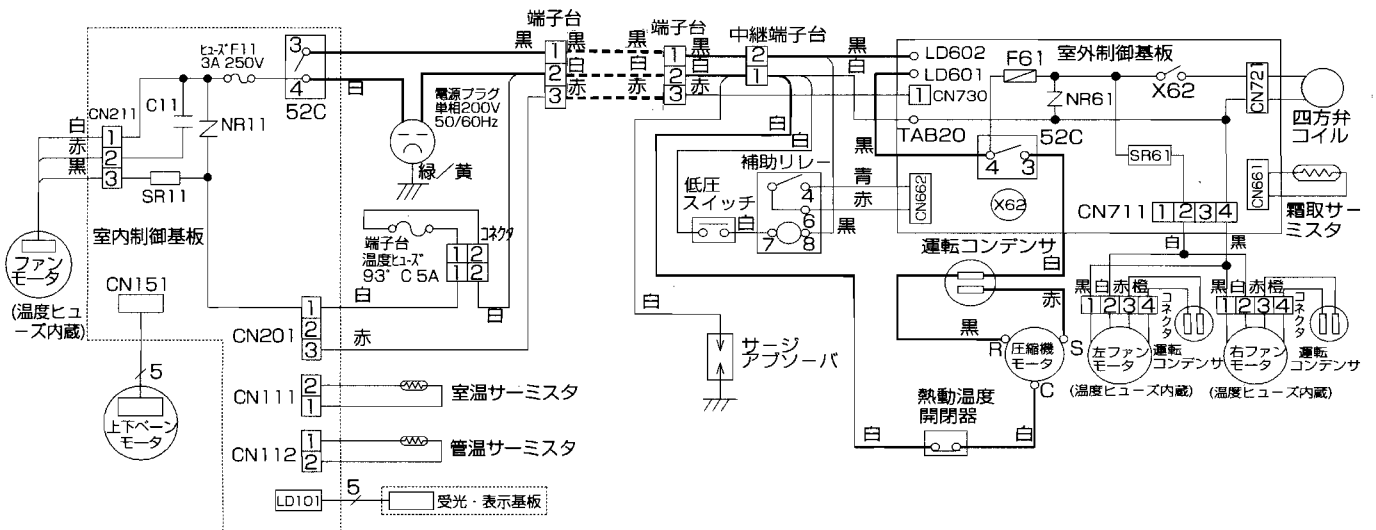 ヒューズF11
3A 250V
3
4
52C
黒
白
C11
NR11
CN211
白
赤
黒
1
2
3
SR11
室内制御基板
ファン
モータ
(温度ヒュ
ーズ内蔵)
CN151
5
上下ベーン
モータ
電源プラグ
単相200V
50/60Hz
緑/黄
端子台
温度ヒューズ
93°C 5A
コネクタ
1 2
1 2
白
白
CN201
1
2
3
赤
CN111
2
1
室温サーミスタ
CN112
1
2
管温サーミスタ
LD101
5
受光・表示基板
端子台
1
2
3
黒
白
赤
端子台
黒
白
赤
1
2
3
黒
白
赤
中継端子台
2
1
黒
白
白
白
低圧
スイッチ
白
補助リレー
4
6
7
8
青
赤
黒
CN662
白
サージ
アブソーバ
白
熱動温度
開閉器
白
LD602
LD601
1 CN730
TAB20
室外制御基板
F61
NR61
X62
52C
4 3
X62
黒
SR61
CN721
四方弁
コイル
CN661
霜取サー
ミスタ
CN711 1 2 3 4
白
黒
運転コンデンサ
白
赤
黒
R
S
C
圧縮機
モータ
黒白赤橙
1 2 3 4
コネクタ
左ファン
モータ
運転
コンデンサ
(温度ヒューズ内蔵)
黒白赤橙
1 2 3 4
コネクタ
右ファン
モータ
運転
コンデンサ
(温度ヒューズ内蔵)